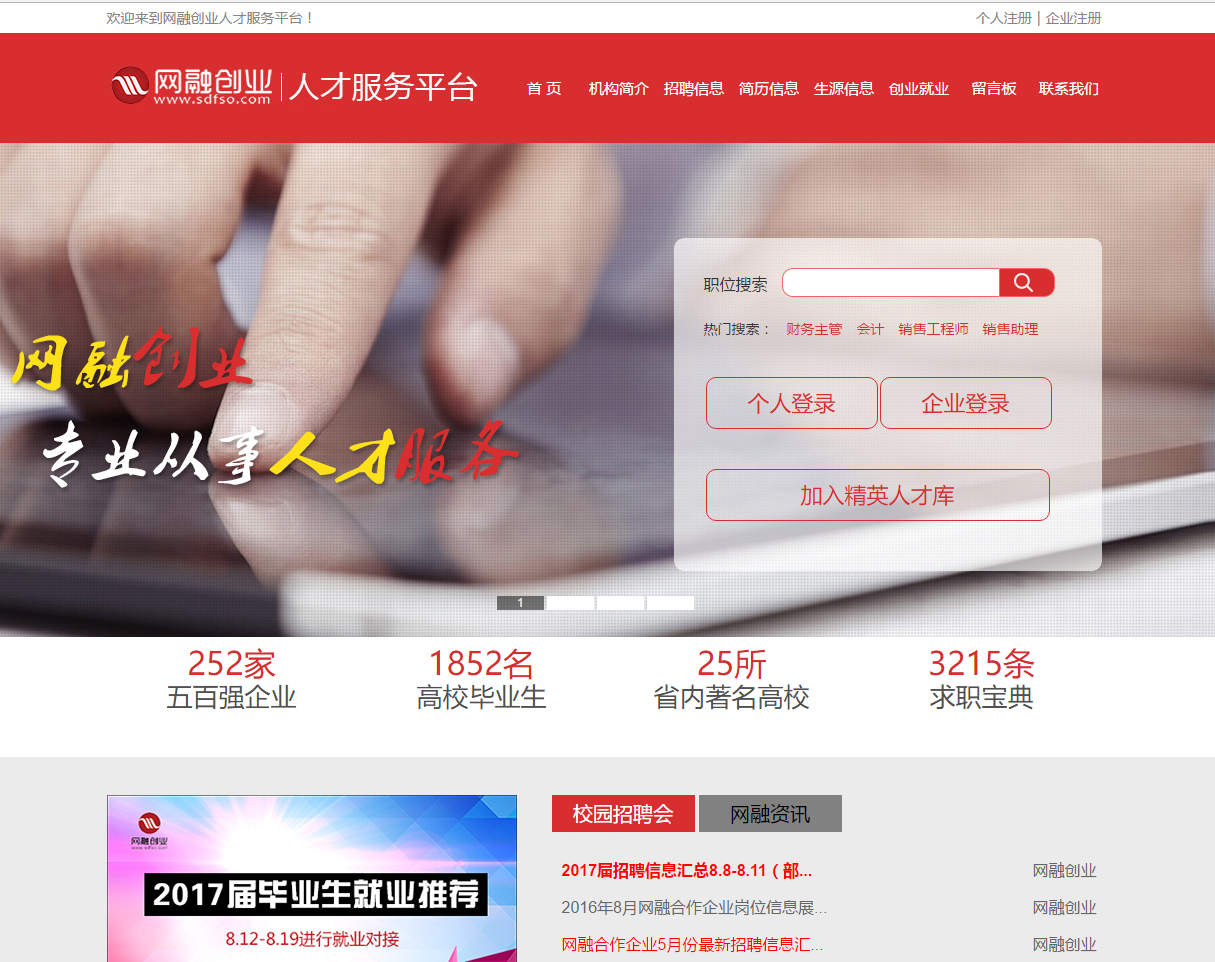 欢迎来到网融创业人才服务平台！
个人注册 | 企业注册
网融创业 人才服务平台
www.sdfso.com
首 页 机构简介 招聘信息 简历信息 生源信息 创业就业 留言板 联系我们
职位搜索
热门搜索： 财务主管 会计 销售工程师 销售助理
网融创业
个人登录 企业登录
专业从事人才服务
加入精英人才库
1
252家 1852名 25所 3215条
五百强企业 高校毕业生 省内著名高校 求职宝典
校园招聘会 网融资讯
网融创业
2017届毕业生就业推荐
8.12-8.19进行就业对接
2017届招聘信息汇总8.8-8.11（部... 网融创业
2016年8月网融合作企业岗位信息展... 网融创业
网融合作企业5月份最新招聘信息汇... 网融创业